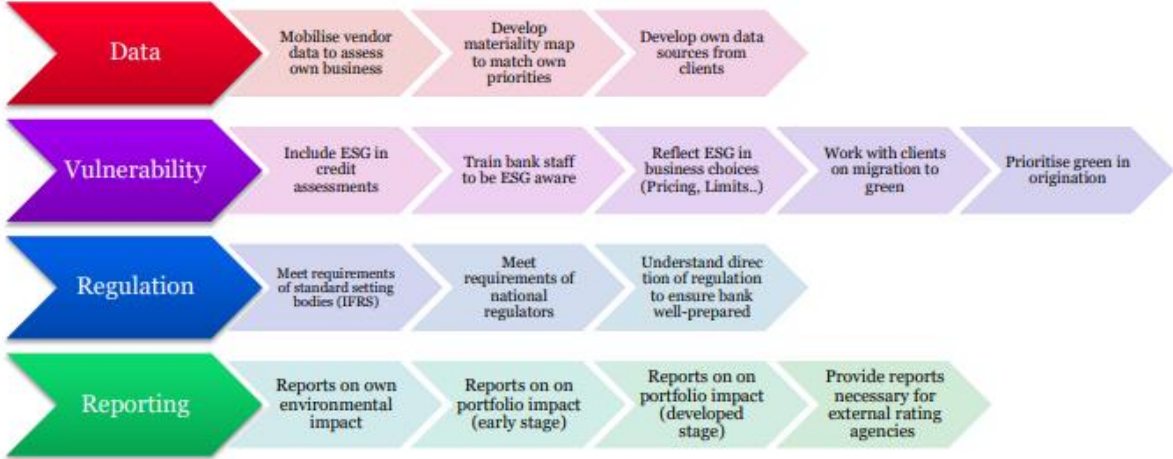 Data
Mobilise vendor
data to assess
own business
Develop
materiality map
to match own
priorities
Develop own data
sources from
clients
Vulnerability
Include ESG in
credit
assessments
Train bank staff
to be ESG aware
Reflect ESG in
business choices
(Pricing, Limits..)
Work with clients
on migration to
green
Prioritise green in
origination
Regulation
Meet requirements
of standard setting
bodies (IFRS)
Meet
requirements of
national
regulators
Understand direc
tion of regulation
to ensure bank
well-prepared
Reporting
Reports on own
environmental
impact
Reports on on
portfolio impact
(early stage)
Reports on on
portfolio impact
(developed
stage)
Provide reports
necessary for
external rating
agencies